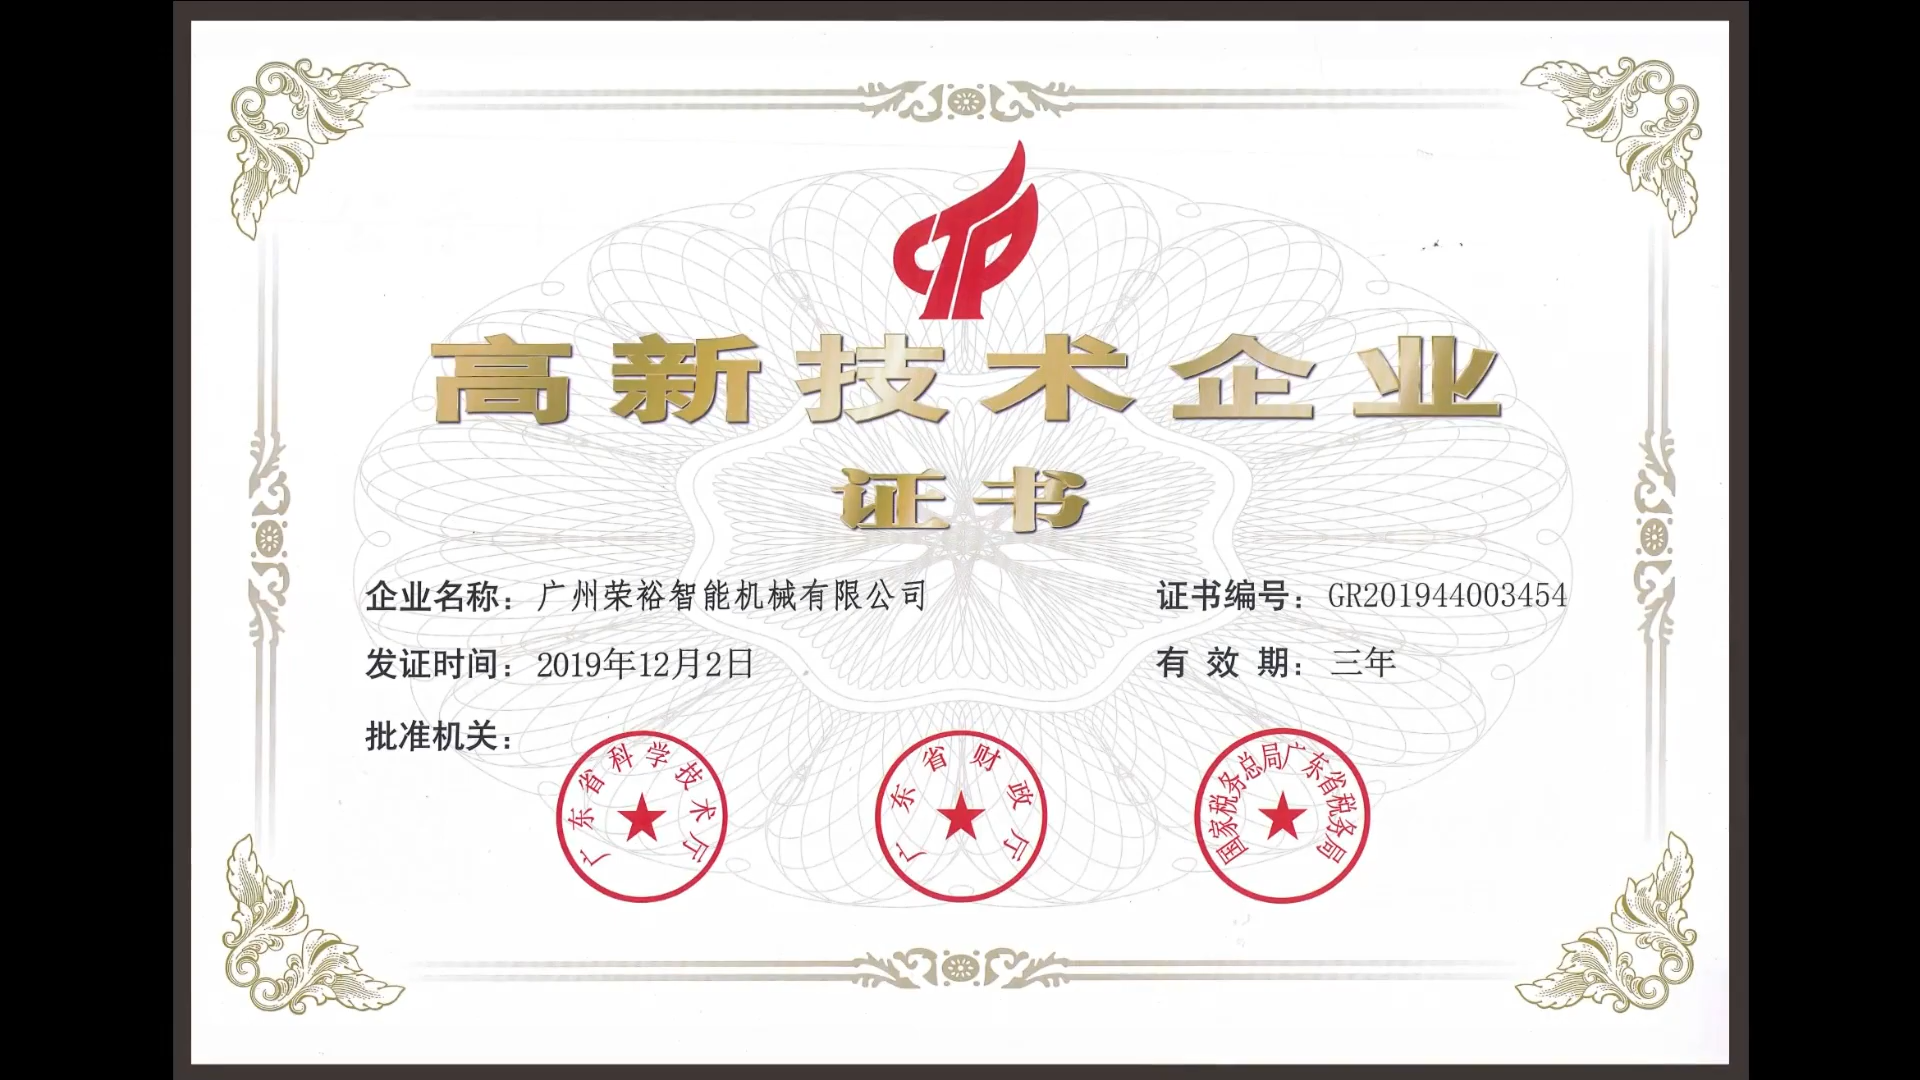 高新技术企业
证书
企业名称：广州荣裕智能机械有限公司
证书编号：GR201944003454
发证时间：2019年12月2日
有效期：三年
批准机关：
广东省科学技术厅
广东省财政厅
国家税务总局广东省税务局